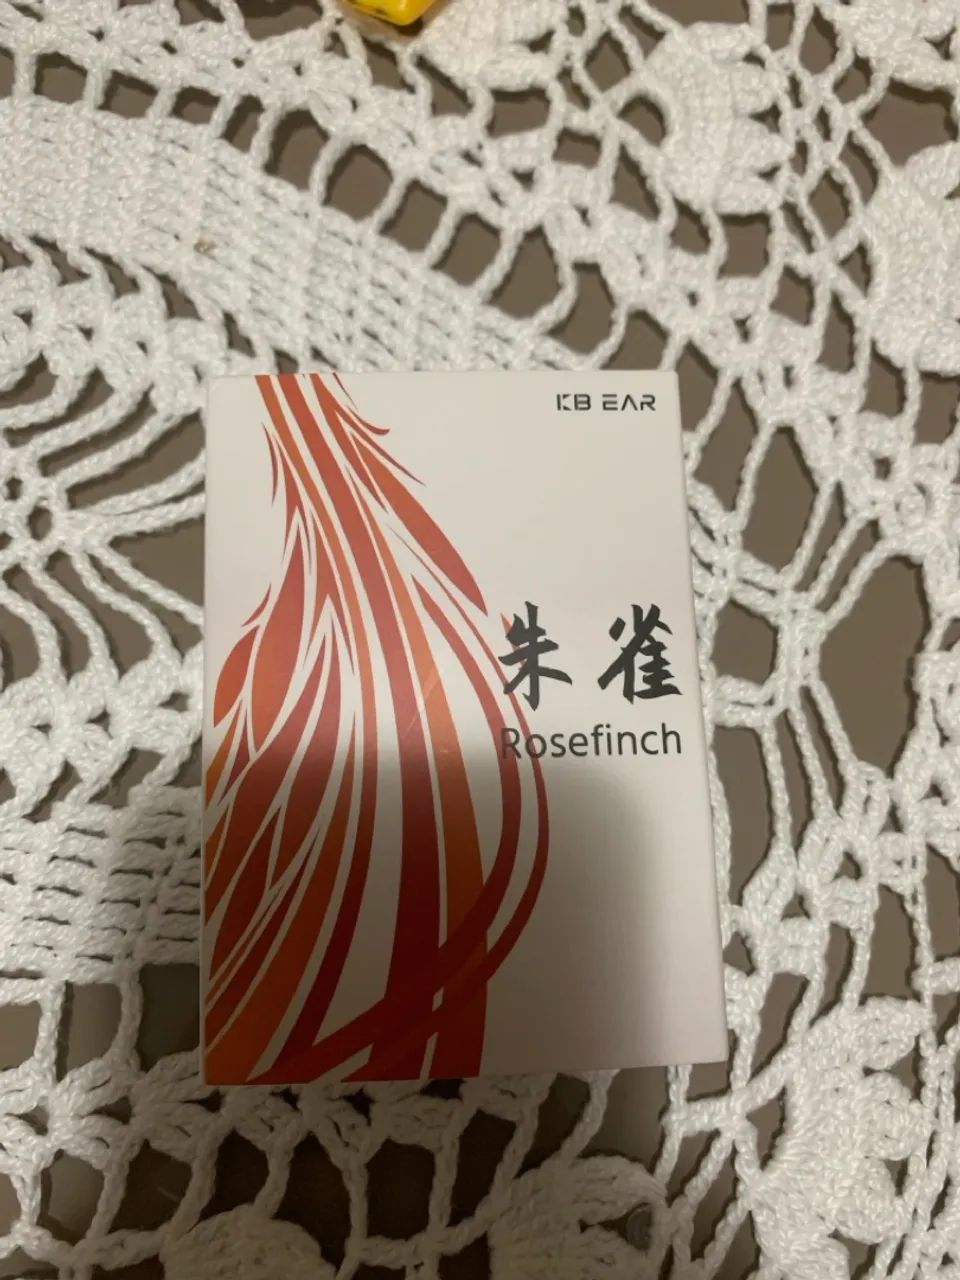 KB EAR
朱雀
Rosefinch